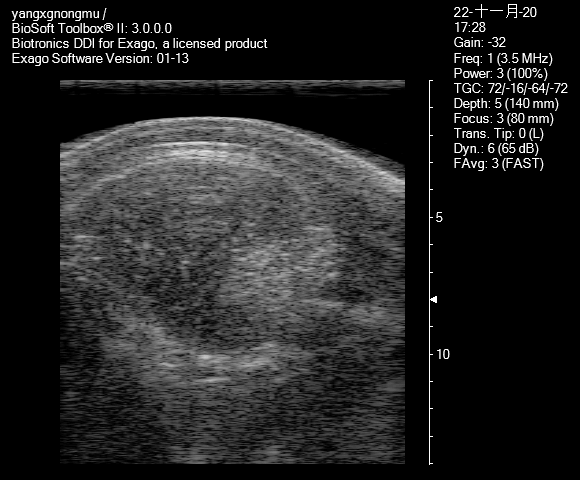 yangxgnongmu /
BioSoft Toolbox® II: 3.0.0.0
Biotronics DDI for Exago, a licensed product
Exago Software Version: 01-13
22-十一月-20
17:28
Gain: -32
Freq: 1 (3.5 MHz)
Power: 3 (100%)
TGC: 72/-16/-64/-72
Depth: 5 (140 mm)
Focus: 3 (80 mm)
Trans. Tip: 0 (L)
Dyn.: 6 (65 dB)
FAvg: 3 (FAST)
5
10